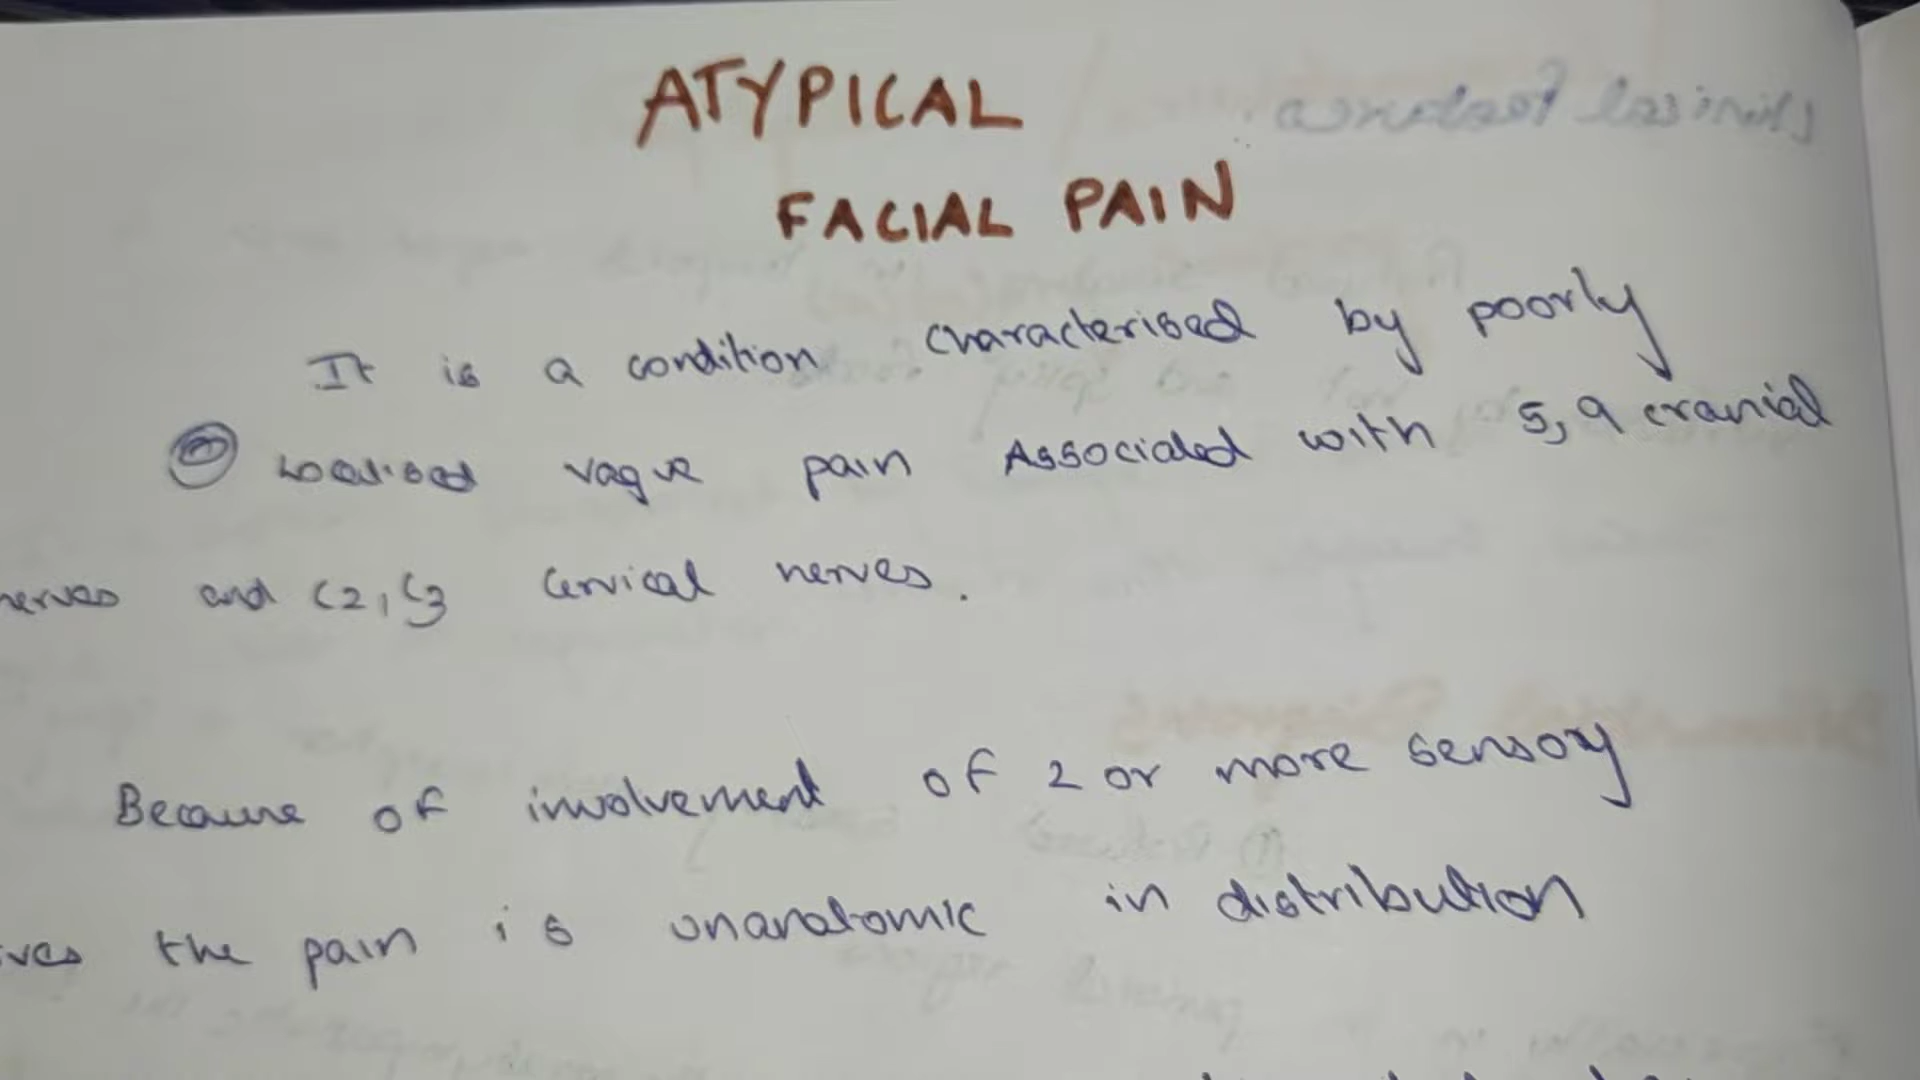 ATYPICAL
FACIAL PAIN
It is a condition characterised by poorly
Localised vague pain Associated with 5, 9 cranial
nerves and C2, C3 Cervical nerves.
Because of involvement of 2 or more sensory
the pain is unanatomic in distribution